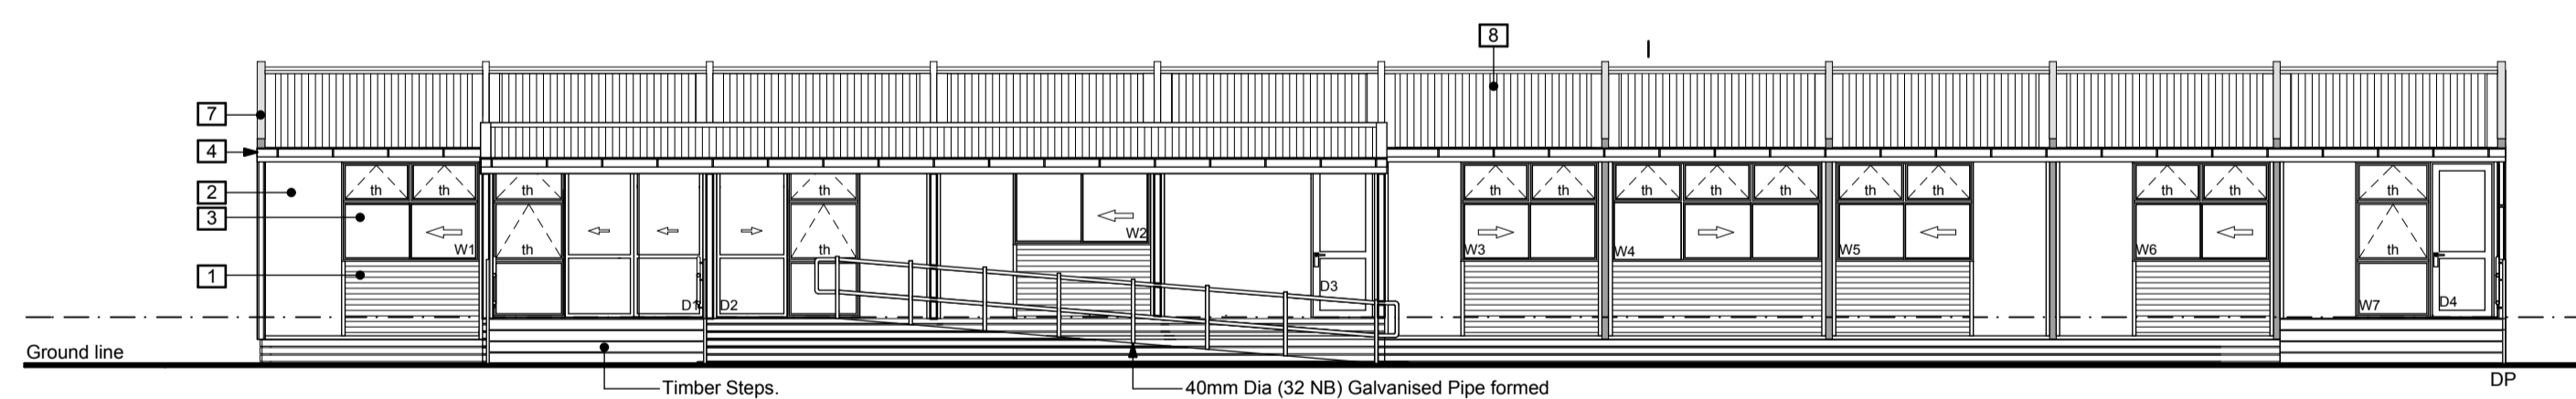 8
7
4
2
3
1
th th th th th th th th th th th th th th
W1 W2 W3 W4 W5 W6
th th th
D1 D2 D3 W7 D4
Ground line
Timber Steps.
40mm Dia (32 NB) Galvanised Pipe formed
DP